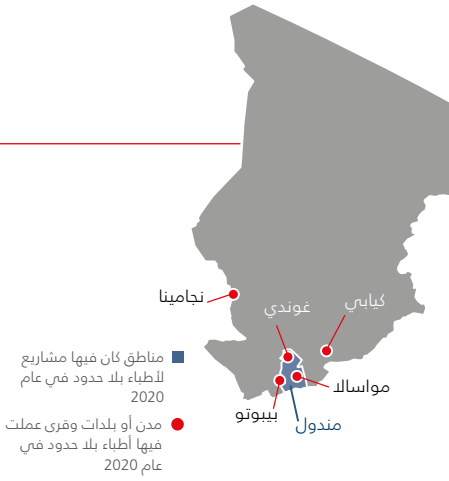 نجامينا
غوندي
كيابي
مواسالا
بيبوتو
مندول
مناطق كان فيها مشاريع
لأطباء بلا حدود في عام
2020
مدن أو بلدات وقرى عملت
فيها أطباء بلا حدود في
عام 2020